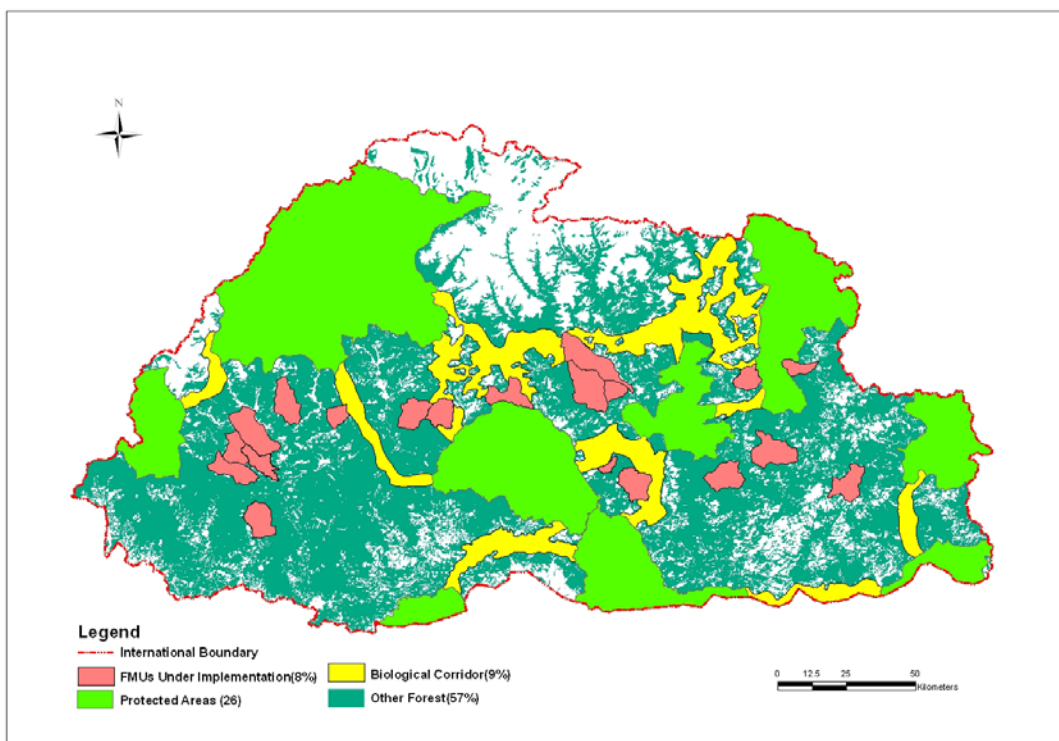 N
Legend
International Boundary
FMUs Under Implementation(8%)
Biological Corridor(9%)
Protected Areas (26)
Other Forest(57%)
0 12.5 25 50
Kilometers